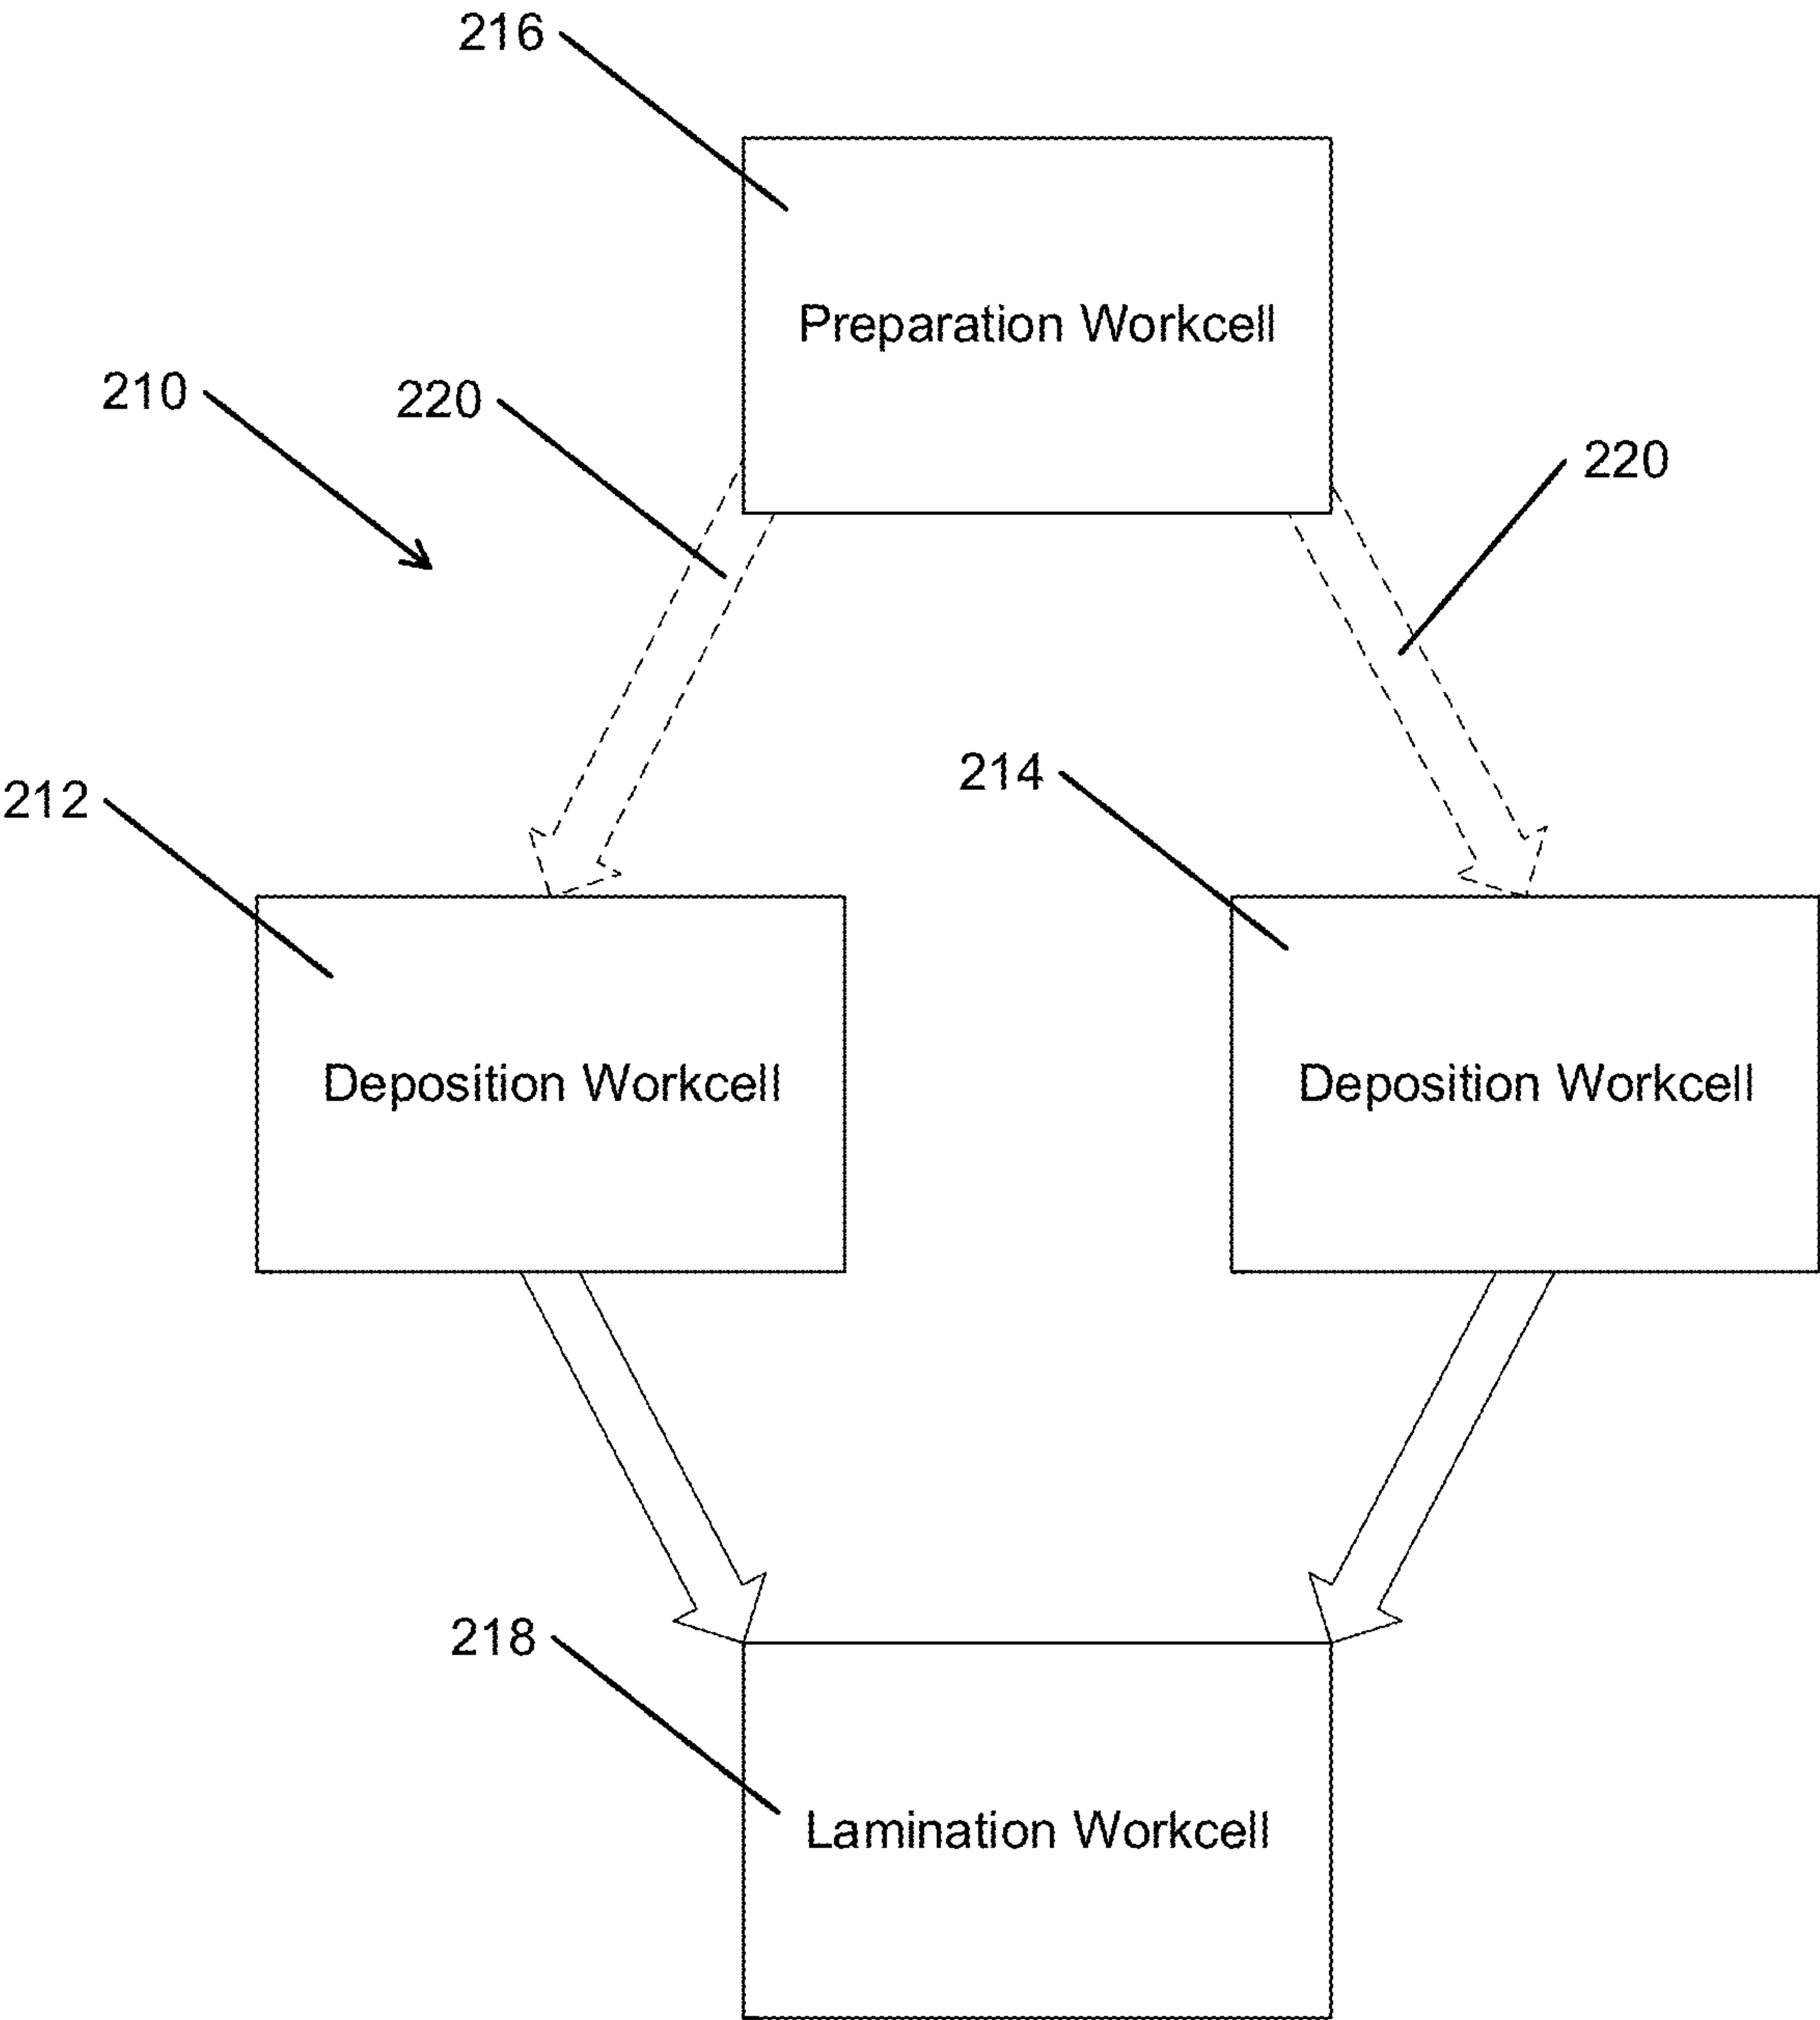 216
Preparation Workcell
210
220
220
212
214
Deposition Workcell
Deposition Workcell
218
Lamination Workcell